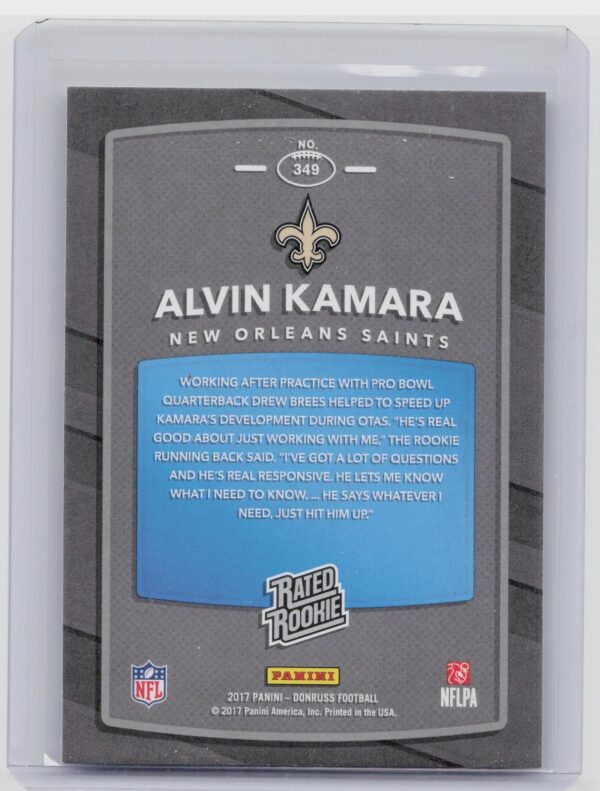 NO.
349
ALVIN KAMARA
NEW ORLEANS SAINTS
WORKING AFTER PRACTICE WITH PRO BOWL
QUARTERBACK DREW BREES HELPED TO SPEED UP
KAMARA'S DEVELOPMENT DURING OTAS. "HE'S REAL
GOOD ABOUT JUST WORKING WITH ME," THE ROOKIE
RUNNING BACK SAID. "I'VE GOT A LOT OF QUESTIONS
AND HE'S REAL RESPONSIVE. HE LETS ME KNOW
WHAT I NEED TO KNOW. ... HE SAYS WHATEVER I
NEED, JUST HIT HIM UP."
RATED
ROOKIE
NFL
PANINI
NFLPA
2017 PANINI – DONRUSS FOOTBALL
© 2017 Panini America, Inc. Printed in the USA.